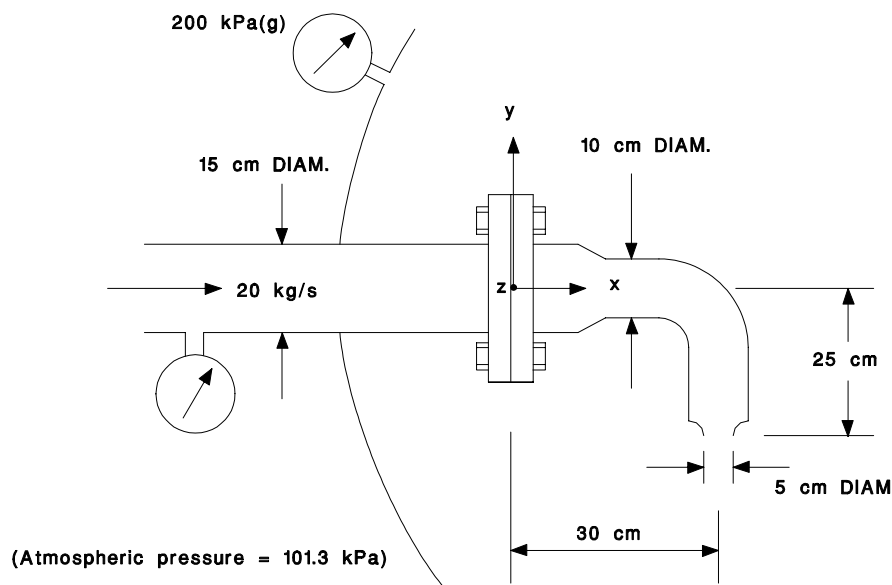 200 kPa(g)
y
10 cm DIAM.
15 cm DIAM.
20 kg/s
z
x
25 cm
5 cm DIAM
30 cm
(Atmospheric pressure = 101.3 kPa)